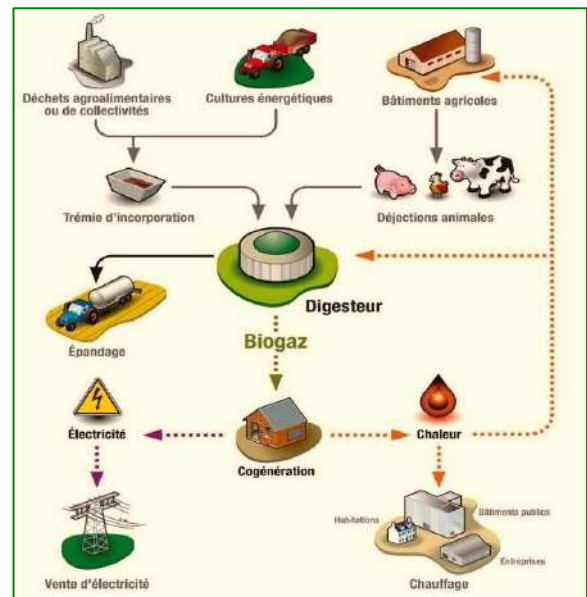 Déchets agroalimentaires
ou de collectivités
Cultures énergétiques
Bâtiments agricoles
Trémie d'incorporation
Déjections animales
Digesteur
Épandage
Biogaz
Électricité
Cogénération
Chaleur
Habitations
Bâtiments publics
Entreprises
Vente d'électricité
Chauffage